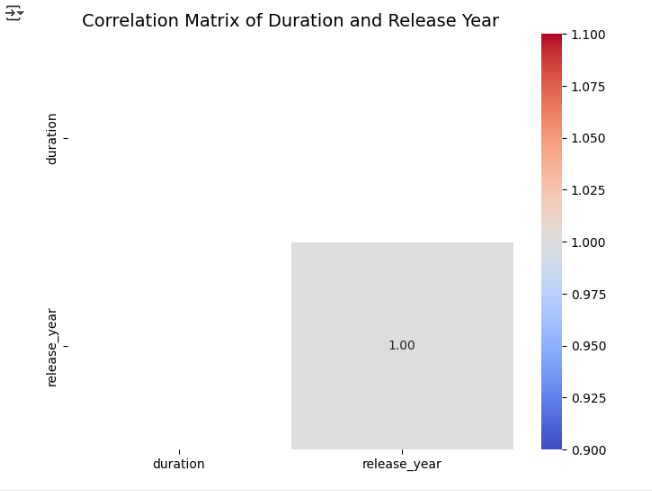 Correlation Matrix of Duration and Release Year
duration
release_year
1.00
duration
release_year
1.100
1.075
1.050
1.025
1.000
0.975
0.950
0.925
0.900